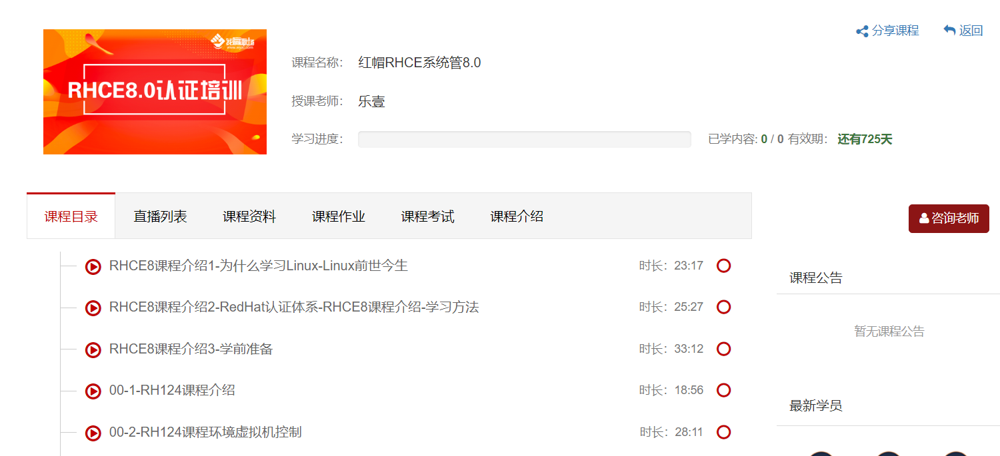 分享课程 返回
我赢职场
RHCE8.0认证培训
课程名称: 红帽RHCE系统管8.0
授课老师: 乐壹
学习进度: 已学内容: 0 / 0 有效期: 还有725天
课程目录 直播列表 课程资料 课程作业 课程考试 课程介绍
咨询老师
RHCE8课程介绍1-为什么学习Linux-Linux前世今生 时长: 23:17
RHCE8课程介绍2-RedHat认证体系-RHCE8课程介绍-学习方法 时长: 25:27
RHCE8课程介绍3-学前准备 时长: 33:12
00-1-RH124课程介绍 时长: 18:56
00-2-RH124课程环境虚拟机控制 时长: 28:11
课程公告
暂无课程公告
最新学员